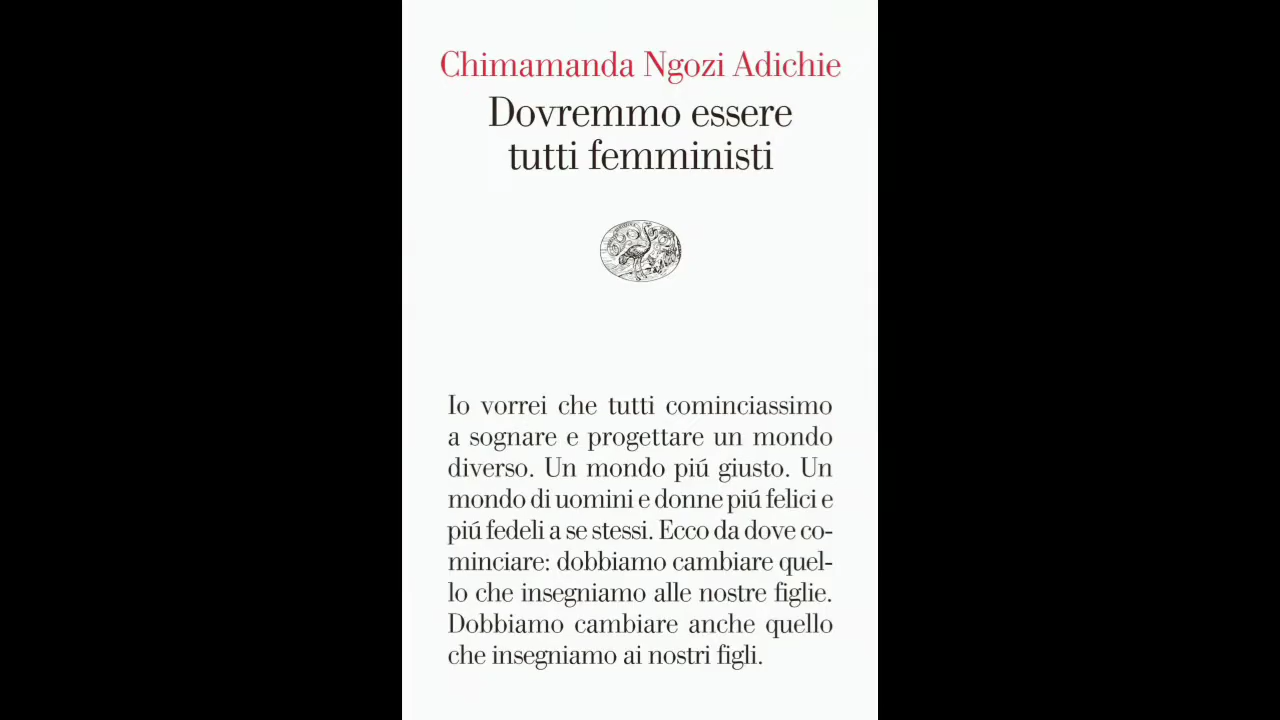 Chimamanda Ngozi Adichie
Dovremmo essere
tutti femministi
Io vorrei che tutti cominciassimo
a sognare e progettare un mondo
diverso. Un mondo piú giusto. Un
mondo di uomini e donne piú felici e
piú fedeli a se stessi. Ecco da dove co-
minciare: dobbiamo cambiare quel-
lo che insegniamo alle nostre figlie.
Dobbiamo cambiare anche quello
che insegniamo ai nostri figli.